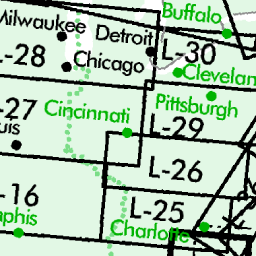 Buffalo
Milwaukee
Detroit
L-30
L-28
Chicago
Clevelan
Pittsburgh
-27
Cincinnati
L-29
uis
L-26
-16
L-25
phis
Charlotte